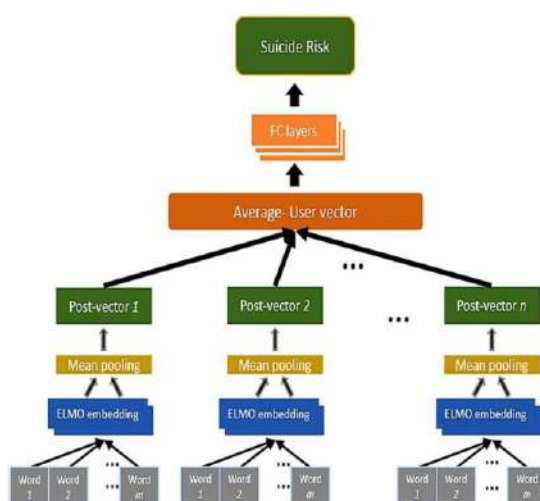 Suicide Risk
FC layers
Average- User vector
...
Post-vector 1
Post-vector 2
...
Post-vector n
Mean pooling
Mean pooling
Mean pooling
ELMO embedding
ELMO embedding
ELMO embedding
Word 1
Word 2
...
...
Word m
Word 1
Word 2
...
...
Word m
Word 1
Word 2
...
...
Word m